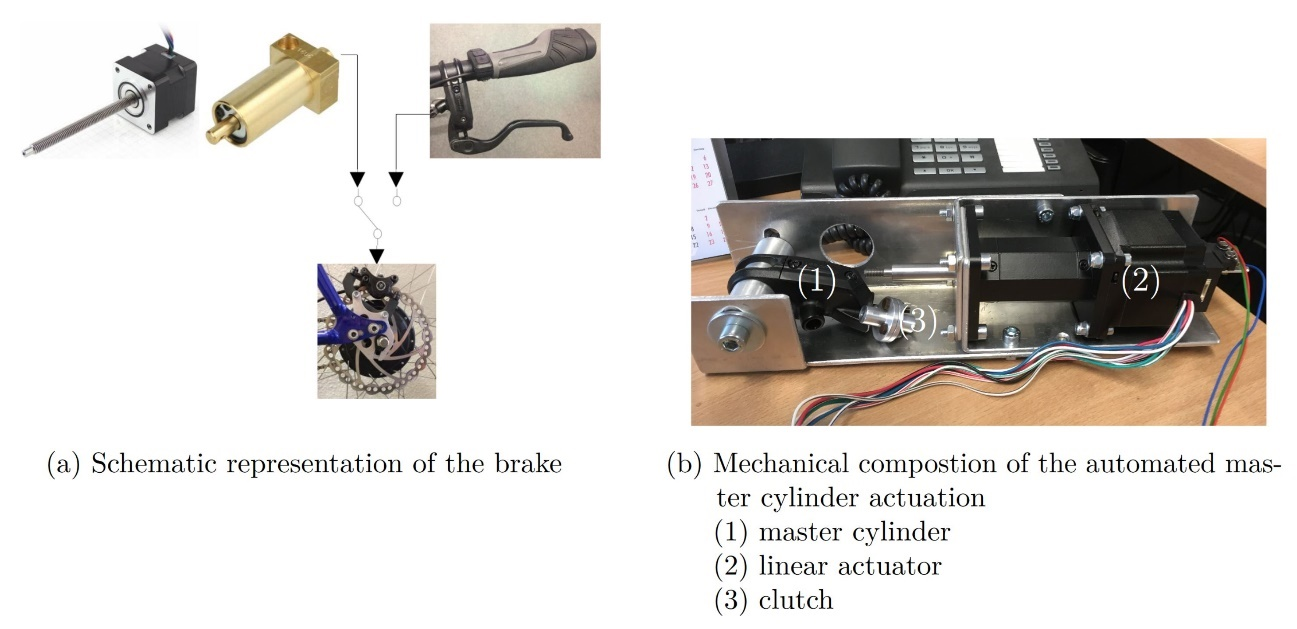 (a) Schematic representation of the brake
(1)
(2)
(3)
(b) Mechanical compostion of the automated mas-
ter cylinder actuation
(1) master cylinder
(2) linear actuator
(3) clutch